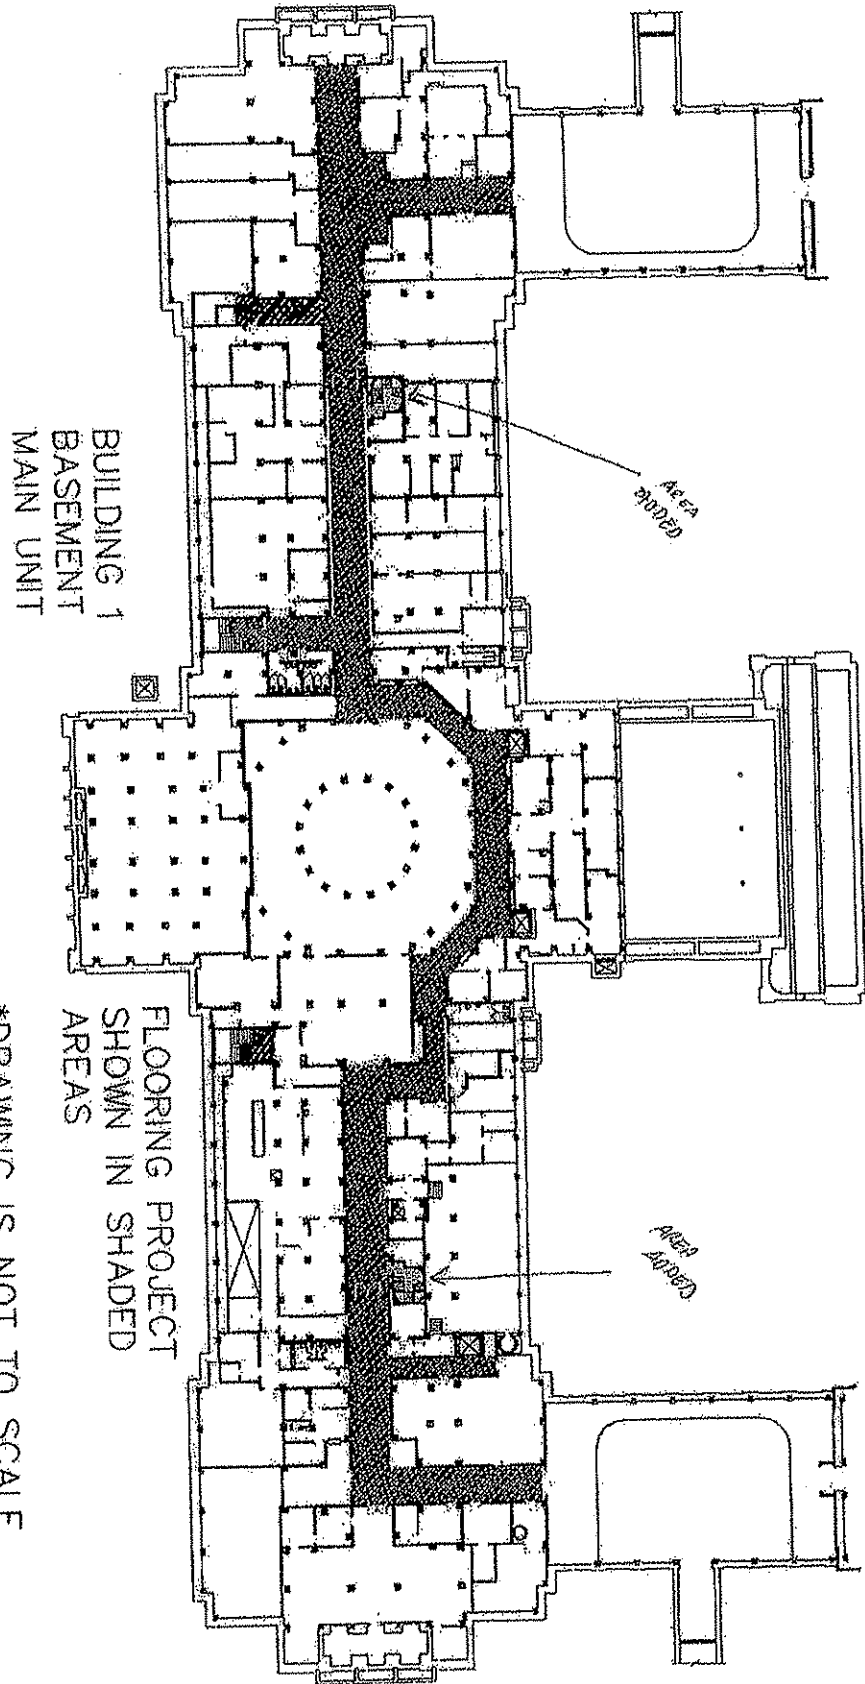 BUILDING 1
BASEMENT
MAIN UNIT
FLOORING PROJECT
SHOWN IN SHADED
AREAS
*DRAWING IS NOT TO SCALE
AREA
ADDED
AREA
ADDED